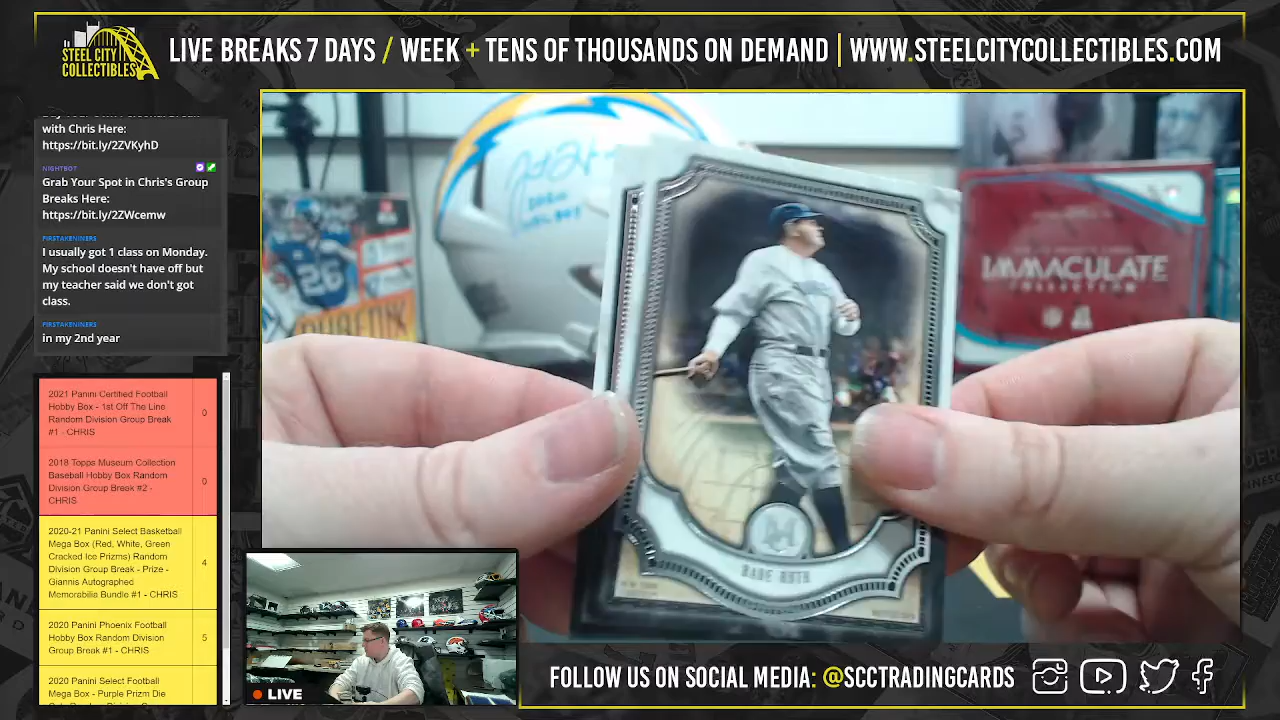 STEEL CITY
COLLECTIBLES
LIVE BREAKS 7 DAYS / WEEK + TENS OF THOUSANDS ON DEMAND | WWW.STEELCITYCOLLECTIBLES.COM
with Chris Here:
https://bit.ly/2ZVKyhD
NIGHTBOT
Grab Your Spot in Chris's Group
Breaks Here:
https://bit.ly/2ZWcemw
FIRSTAKENINERS
I usually got 1 class on Monday.
My school doesn't have off but
my teacher said we don't got
class.
FIRSTAKENINERS
in my 2nd year
2021 Panini Certified Football
Hobby Box - 1st Off The Line
Random Division Group Break
#1 - CHRIS
0
2018 Topps Museum Collection
Baseball Hobby Box Random
Division Group Break #2 -
CHRIS
0
2020-21 Panini Select Basketball
Mega Box (Red, White, Green
Cracked Ice Prizms) Random
Division Group Break - Prize -
Giannis Autographed
Memorabilia Bundle #1 - CHRIS
4
2020 Panini Phoenix Football
Hobby Box Random Division
Group Break #1 - CHRIS
5
2020 Panini Select Football
Mega Box - Purple Prizm Die
26
PHOENIX
IMMACULATE
COLLECTION
BABE RUTH
LIVE
FOLLOW US ON SOCIAL MEDIA: @SCCTRADINGCARDS